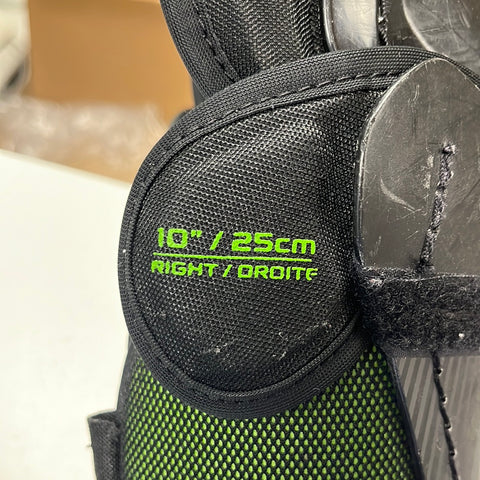 10" / 25cm
RIGHT / DROITE